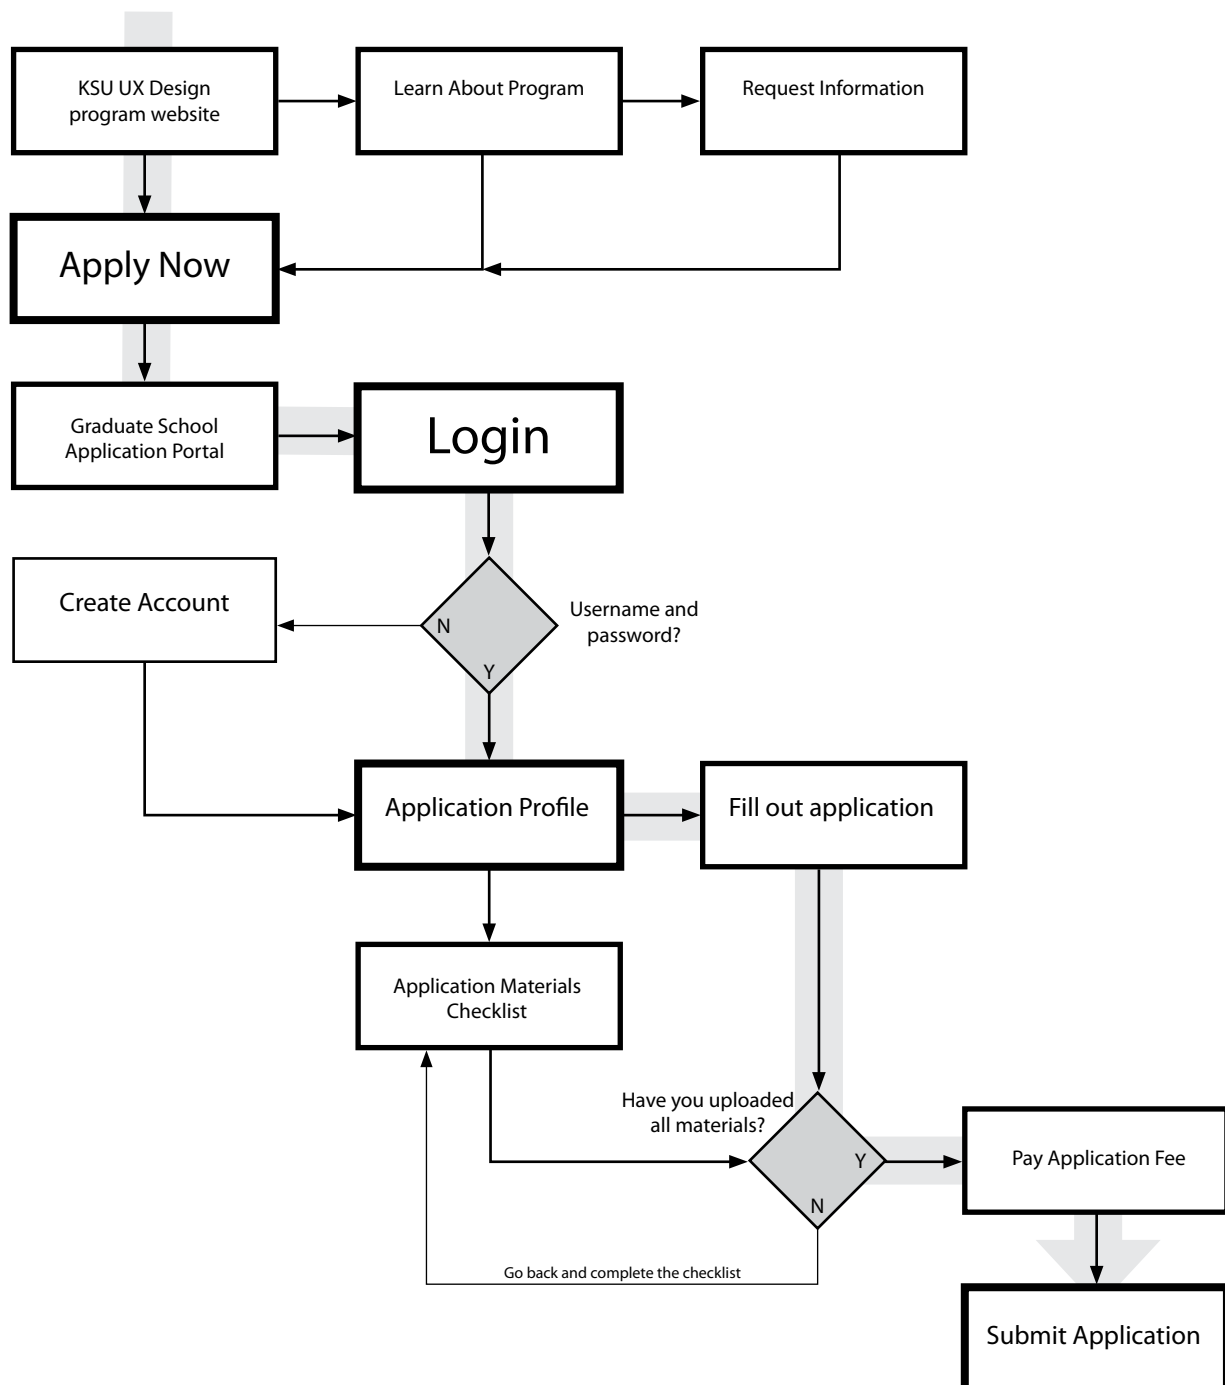 KSU UX Design
program website
Learn About Program
Request Information
Apply Now
Graduate School
Application Portal
Login
Create Account
N
Y
Username and
password?
Application Profile
Fill out application
Application Materials
Checklist
Have you uploaded
all materials?
Y
N
Pay Application Fee
Go back and complete the checklist
Submit Application